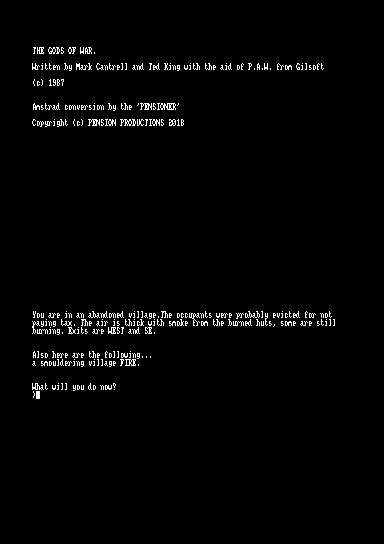 THE GODS OF WAR.
Written by Mark Cantrell and Ted King with the aid of P.A.W. from Gilsoft
(c) 1987
Amstrad conversion by the 'PENSIONER'
Copyright (c) PENSION PRODUCTIONS 2018
You are in an abandoned village.The occupants were probably evicted for not
paying tax. The air is thick with smoke from the burned huts, some are still
burning. Exits are WEST and SE.
Also here are the following...
a smouldering village FIRE.
What will you do now?
>